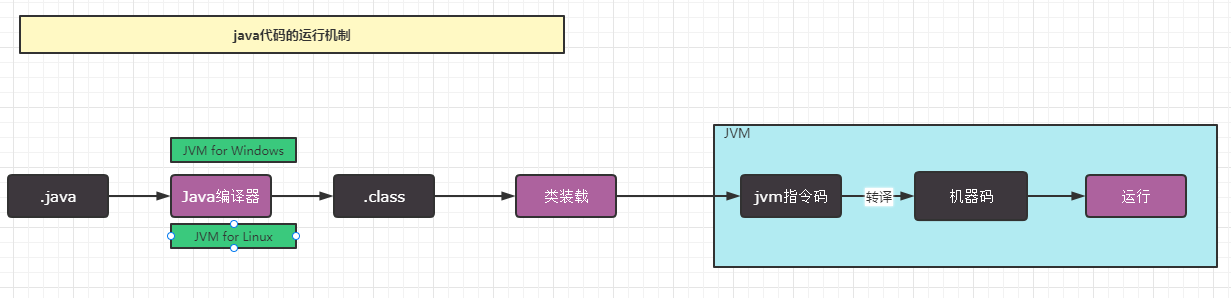 java代码的运行机制
JVM
JVM for Windows
.java
Java编译器
.class
类装载
jvm指令码
转译
机器码
运行
JVM for Linux